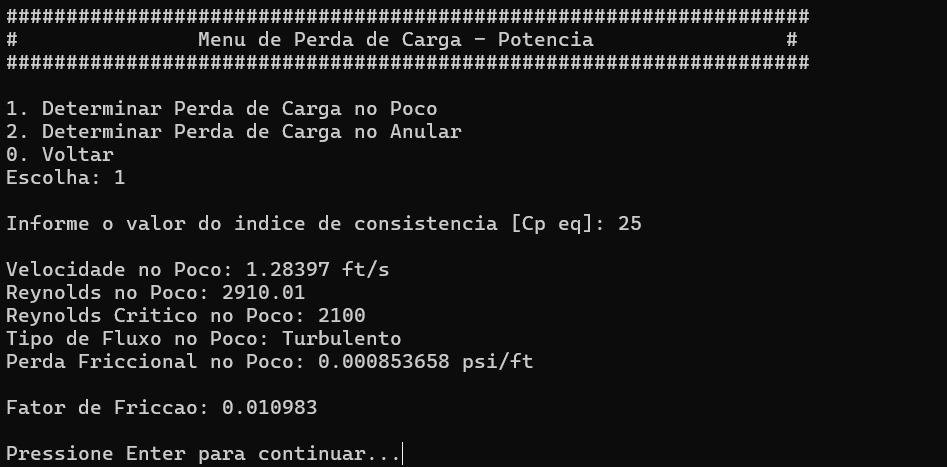 ###################################################################
#               Menu de Perda de Carga - Potencia                #
###################################################################
1. Determinar Perda de Carga no Poco
2. Determinar Perda de Carga no Anular
0. Voltar
Escolha: 1
Informe o valor do indice de consistencia [Cp eq]: 25
Velocidade no Poco: 1.28397 ft/s
Reynolds no Poco: 2910.01
Reynolds Critico no Poco: 2100
Tipo de Fluxo no Poco: Turbulento
Perda Friccional no Poco: 0.000853658 psi/ft
Fator de Friccao: 0.010983
Pressione Enter para continuar...